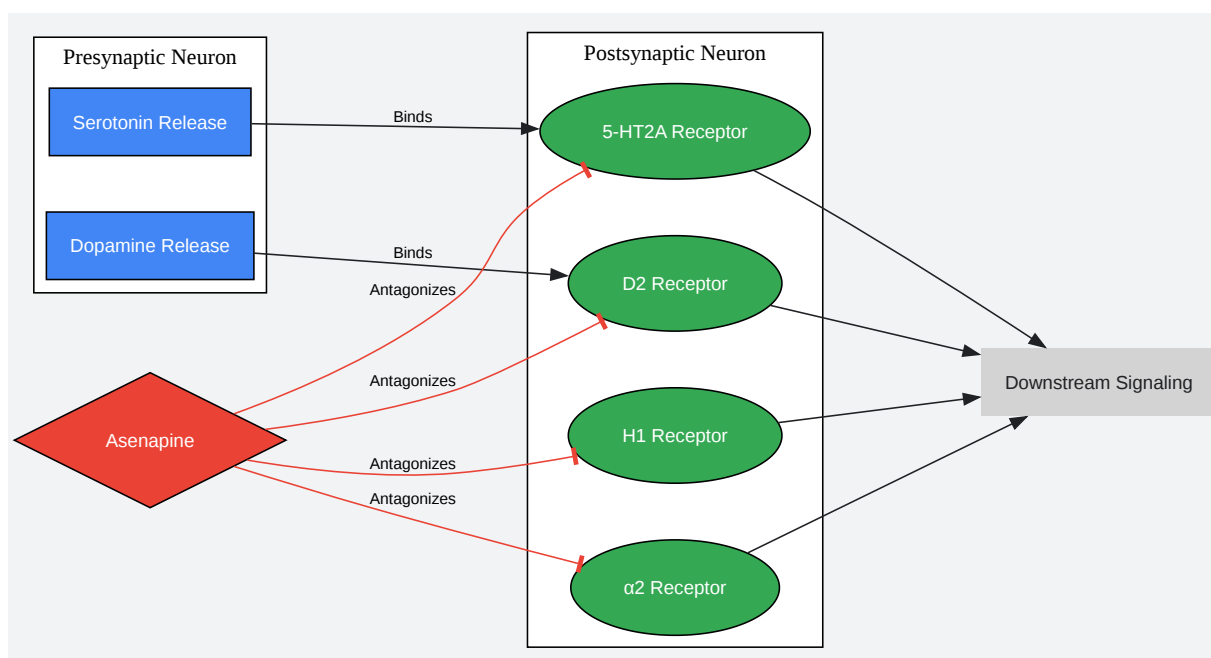 Presynaptic Neuron
Serotonin Release
Dopamine Release
Binds
Binds
Antagonizes
Antagonizes
Antagonizes
Antagonizes
Asenapine
Postsynaptic Neuron
5-HT2A Receptor
D2 Receptor
H1 Receptor
α2 Receptor
Downstream Signaling